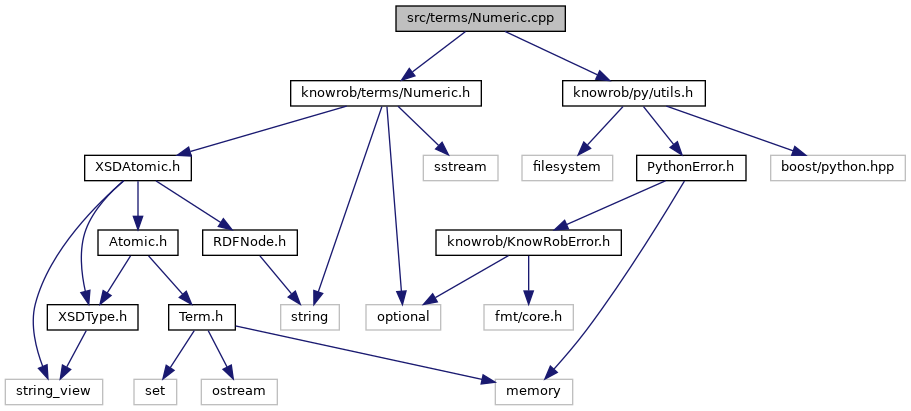 src/terms/Numeric.cpp
knowrob/terms/Numeric.h
knowrob/py/utils.h
XSDAtomic.h
sstream
filesystem
PythonError.h
boost/python.hpp
Atomic.h
RDFNode.h
knowrob/KnowRobError.h
XSDType.h
Term.h
string
optional
fmt/core.h
string_view
set
ostream
memory